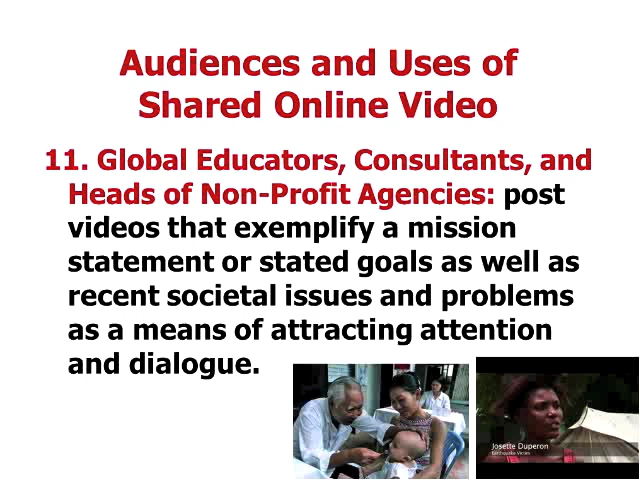 Audiences and Uses of
Shared Online Video
11. Global Educators, Consultants, and
Heads of Non-Profit Agencies: post
videos that exemplify a mission
statement or stated goals as well as
recent societal issues and problems
as a means of attracting attention
and dialogue.
Josette Duperon
Earthquake Victim